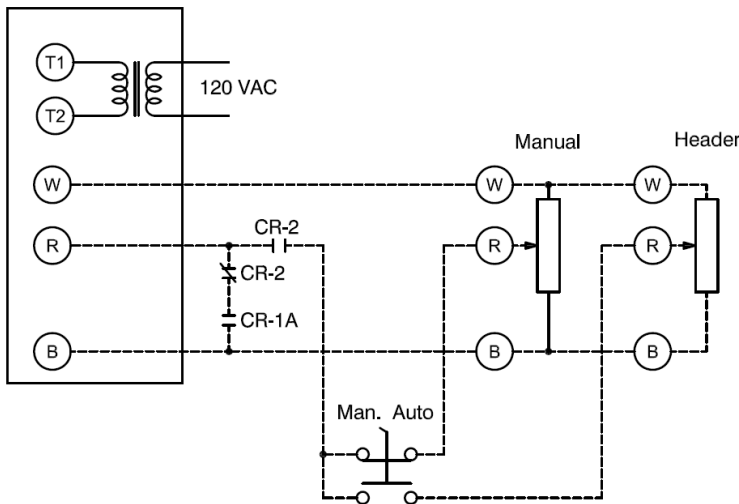 T1
120 VAC
T2
Manual
Header
W
W
W
CR-2
R
R
R
CR-2
CR-1A
B
B
B
Man. Auto